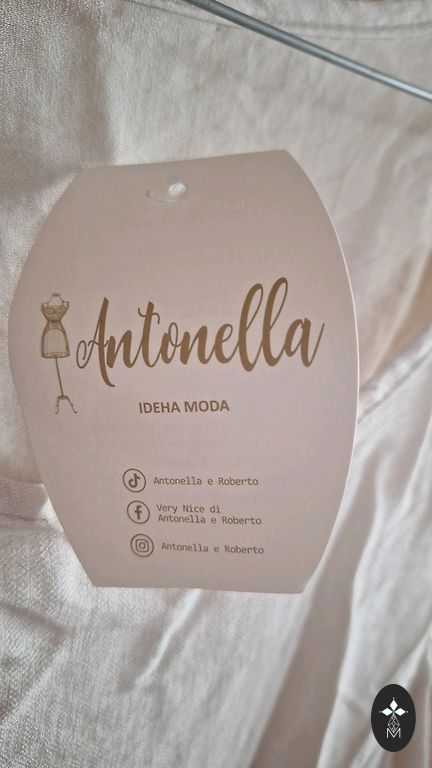 Antonella
IDEHA MODA
Antonella e Roberto
Very Nice di
Antonella e Roberto
Antonella e Roberto
M